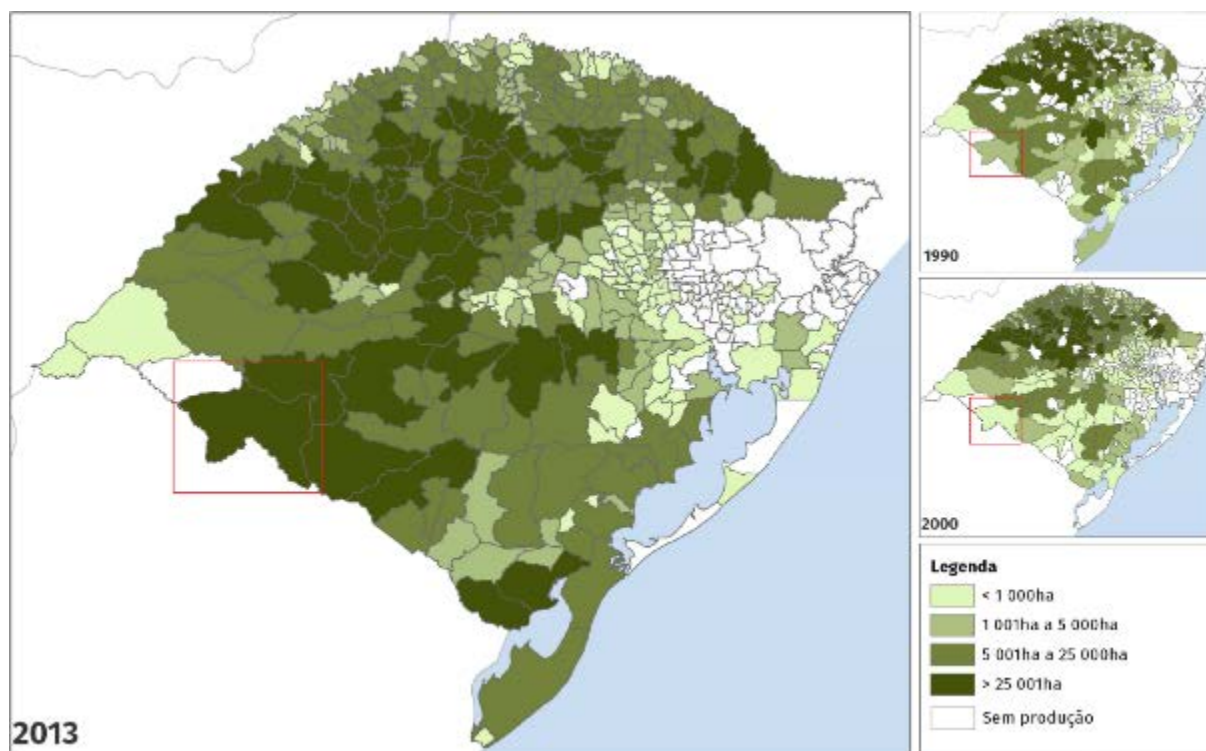 2013
1990
2000
Legenda
< 1 000ha
1 001ha a 5 000ha
5 001ha a 25 000ha
> 25 001ha
Sem produção